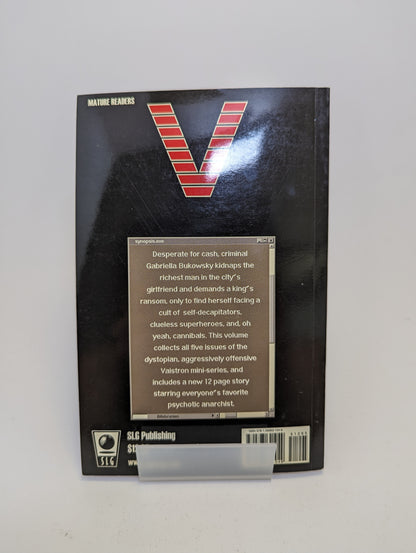 MATURE READERS
V
synopsis.exe
Desperate for cash, criminal
Gabriella Bukowsky kidnaps the
richest man in the city"s
girlfriend and demands a king"s
ransom, only to find herself facing a
cult of self-decapitators,
clueless superheroes, and, oh
yeah, cannibals. This volume
collects all five issues of the
dystopian, aggressively offensive
Vaistron mini-series, and
includes a new 12 page story
starring everyone"s favorite
psychotic anarchist.
SLG Publishing
SLG